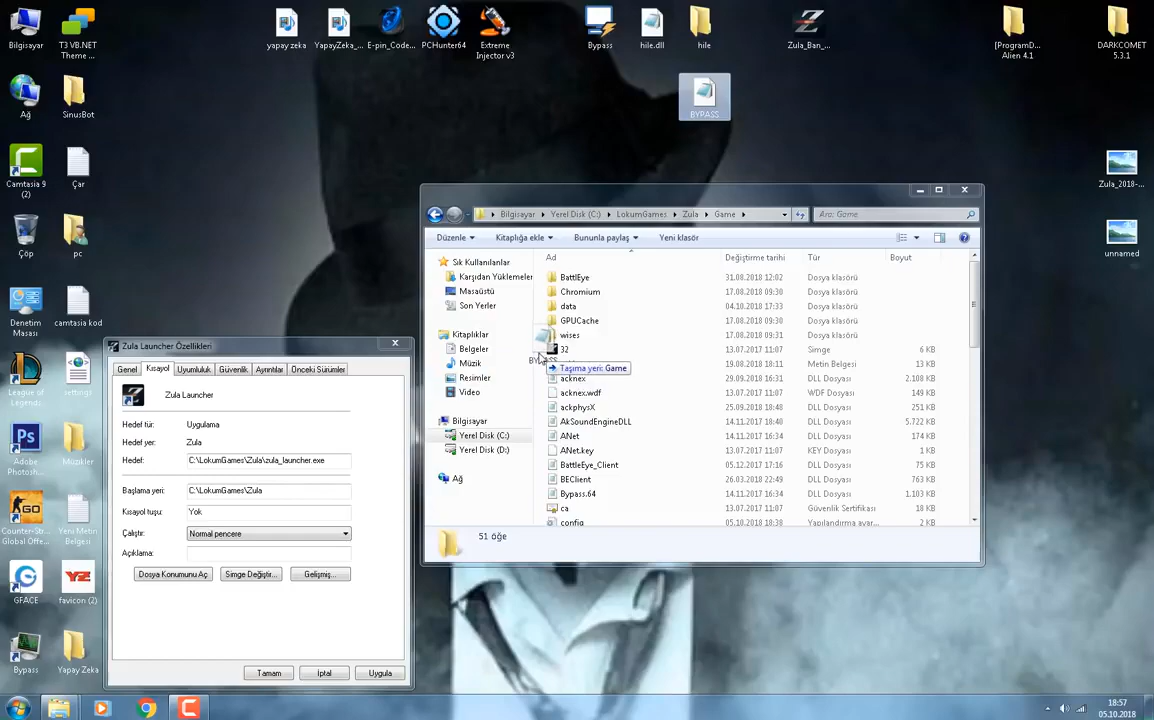 Bilgisayar
T3 VB.NET
Theme ...
yapay zeka
YapayZeka_...
E-pin_Code...
PCHunter64
Extreme
Injector v3
Bypass
hile.dll
hile
Zula_Ban_...
[ProgramD...
Alien 4.1
DARKCOMET
5.3.1
Ağ
SinusBot
BYPASS
Camtasia 9
(2)
Çar
Zula_2018-...
Çöp
pc
unnamed
Denetim
Masası
camtasia kod
League of
Legends
settings
Adobe
Photosh...
Müzikler
Counter-Str...
Global Offe...
Yeni Metin
Belgesi
GFACE
favicon (2)
Bypass
Yapay Zeka
Bilgisayar
Yerel Disk (C:)
LokumGames
Zula
Game
Ara: Game
Düzenle
Kitaplığa ekle
Bununla paylaş
Yeni klasör
Sık Kullanılanlar
Karşıdan Yüklemeler
Masaüstü
Son Yerler
Kitaplıklar
Belgeler
Müzik
Resimler
Video
Bilgisayar
Yerel Disk (C:)
Yerel Disk (D:)
Ağ
Ad Değiştirme tarihi Tür Boyut
BattlEye 31.08.2018 12:02 Dosya klasörü
Chromium 17.08.2018 09:30 Dosya klasörü
data 04.10.2018 17:33 Dosya klasörü
GPUCache 17.08.2018 09:30 Dosya klasörü
wises 17.08.2018 09:31 Dosya klasörü
32 13.07.2017 11:07 Simge 6 KB
BYPASS
Taşıma yeri: Game
14.11.2017 18:18 Metin Belgesi 13 KB
acknex 29.09.2018 16:31 DLL Dosyası 2.108 KB
acknex.wdf 14.11.2017 16:34 WDF Dosyası 149 KB
ackphysX 25.09.2018 18:40 DLL Dosyası 251 KB
AkSoundEngineDLL 14.11.2017 16:34 DLL Dosyası 5.722 KB
ANet 14.11.2017 16:34 DLL Dosyası 174 KB
ANet.key 13.07.2017 11:07 KEY Dosyası 1 KB
BattleEye_Client 05.12.2017 17:16 DLL Dosyası 75 KB
BEClient 26.03.2018 22:49 DLL Dosyası 763 KB
Bypass.64 14.11.2017 16:34 DLL Dosyası 1.103 KB
ca 13.07.2017 11:07 Güvenlik Sertifikası 18 KB
config 05.10.2018 18:38 Yapılandırma ayar... 2 KB
51 öğe
Zula Launcher Özellikleri
Genel
Kısayol
Uyumluluk
Güvenlik
Ayrıntılar
Önceki Sürümler
Zula Launcher
Hedef tür: Uygulama
Hedef yer: Zula
Hedef: C:\LokumGames\Zula\zula_launcher.exe
Başlama yeri: C:\LokumGames\Zula
Kısayol tuşu: Yok
Çalıştır: Normal pencere
Açıklama:
Dosya Konumunu Aç
Simge Değiştir...
Gelişmiş...
Tamam
İptal
Uygula
18:57
05.10.2018